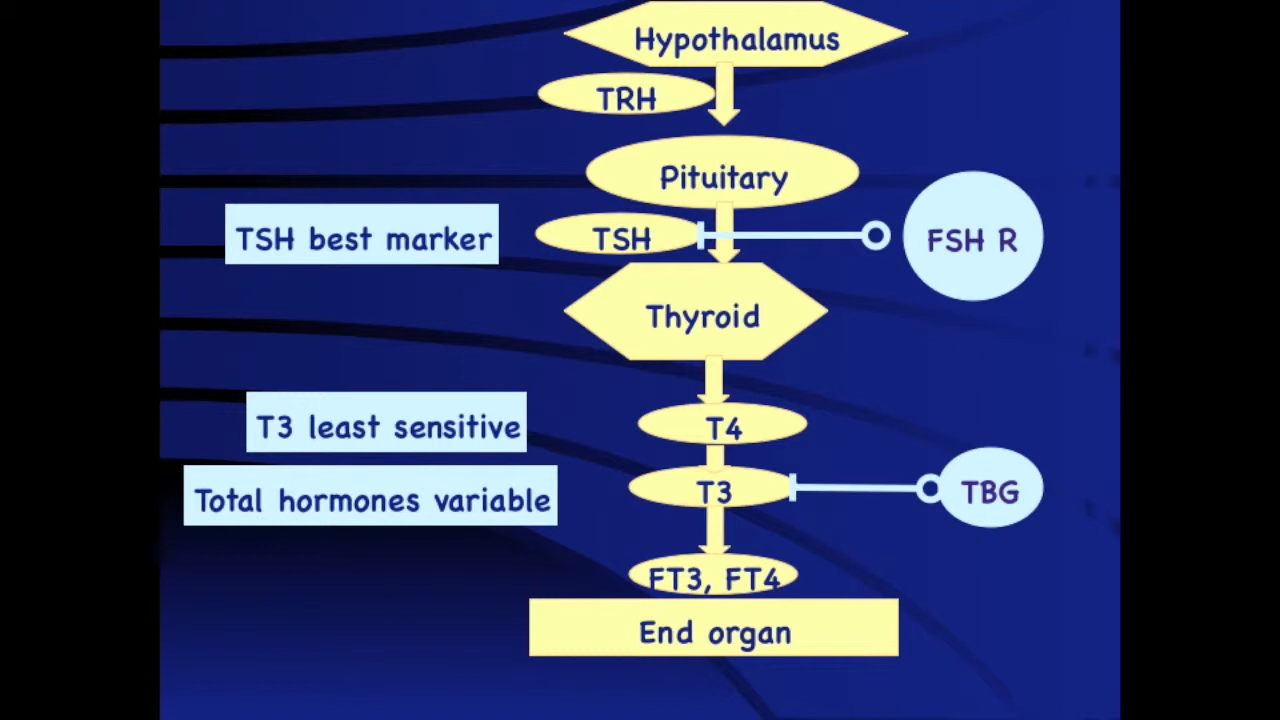 Hypothalamus
TRH
Pituitary
TSH best marker
TSH
FSH R
Thyroid
T3 least sensitive
T4
Total hormones variable
T3
TBG
FT3, FT4
End organ